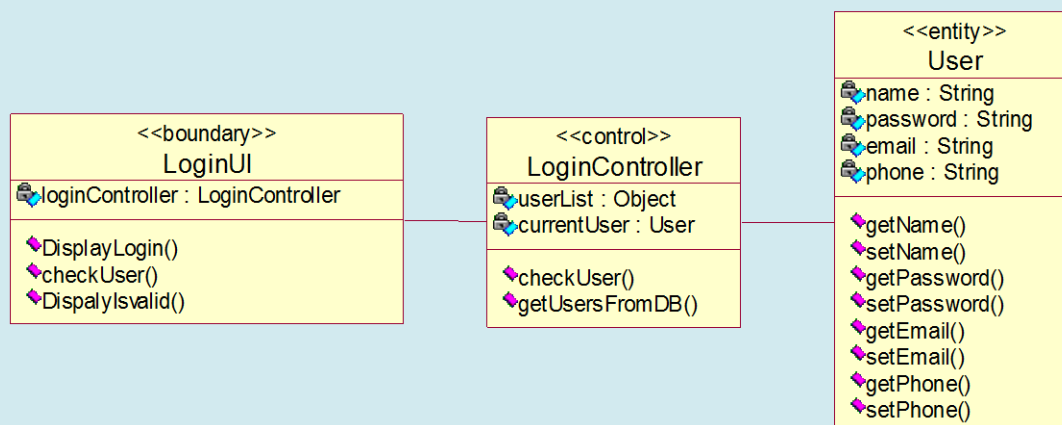 <<boundary>>
LoginUI
loginController : LoginController
DisplayLogin()
checkUser()
DispalyIsvalid()
<<control>>
LoginController
userList : Object
currentUser : User
checkUser()
getUsersFromDB()
<<entity>>
User
name : String
password : String
email : String
phone : String
getName()
setName()
getPassword()
setPassword()
getEmail()
setEmail()
getPhone()
setPhone()